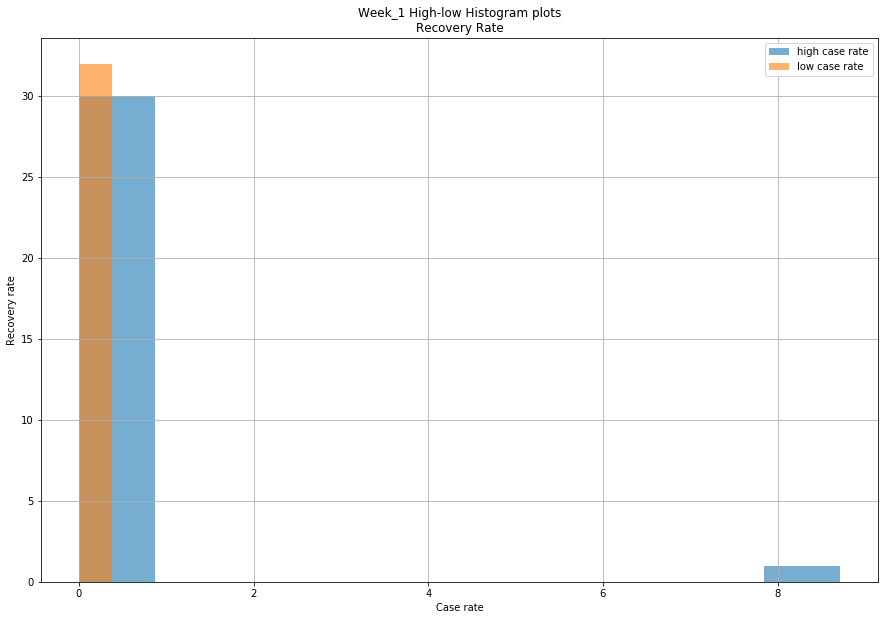 Week_1 High-low Histogram plots
Recovery Rate
high case rate
low case rate
30
25
20
15
10
5
0
Recovery rate
0 2 4 6 8
Case rate